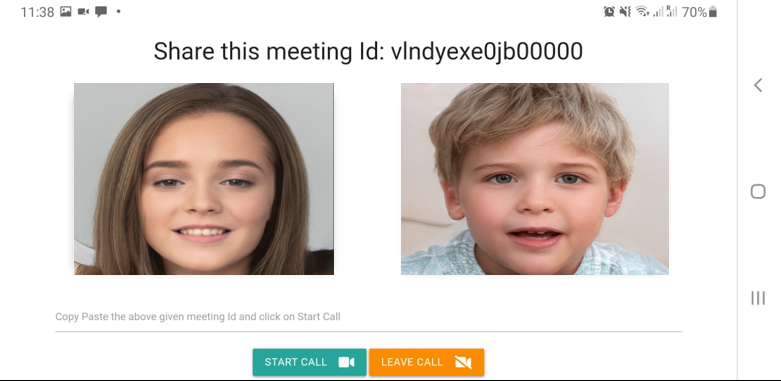 11:38 70%
Share this meeting Id: vlndyexe0jb00000
Copy Paste the above given meeting Id and click on Start Call
START CALL LEAVE CALL